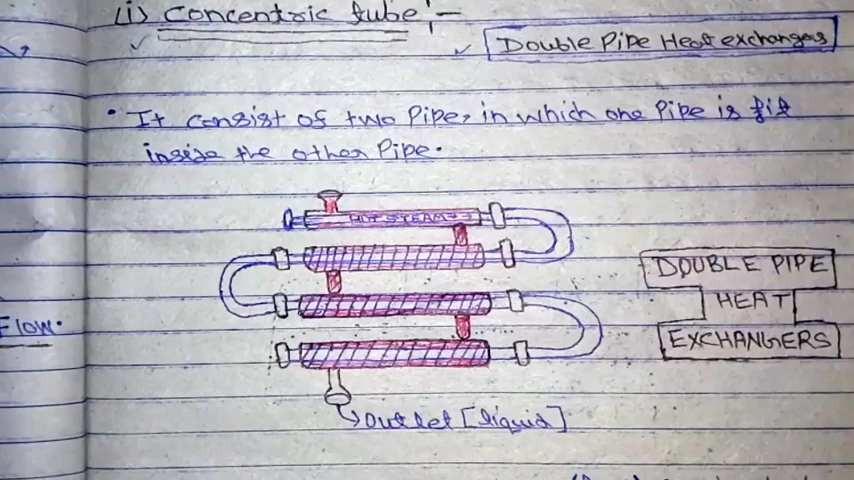 (i) Concentric tube :-
Double Pipe Heat exchangers
• It consist of two Pipe, in which one Pipe is fit
inside the other Pipe.
HOT STEAM
DOUBLE PIPE
HEAT
EXCHANGERS
Flow.
Outlet [liquid]